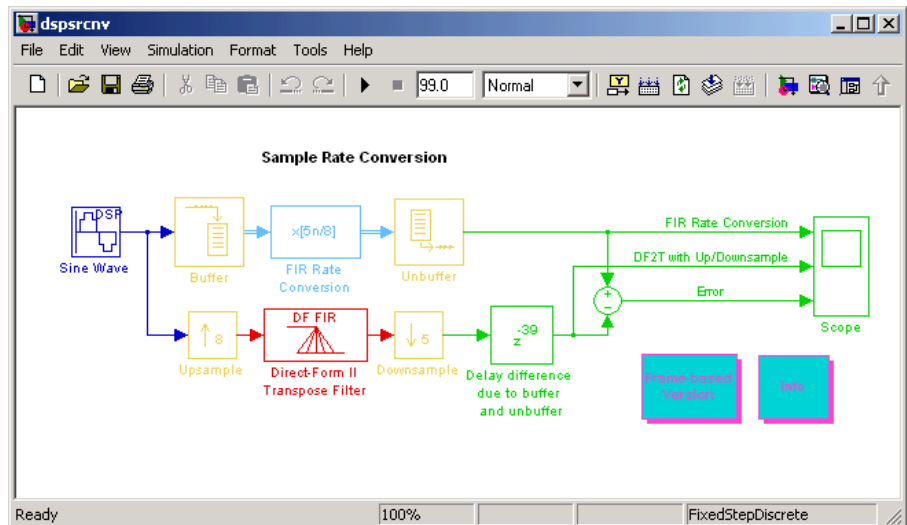 dspsrcnv
File Edit View Simulation Format Tools Help
99.0 Normal
Sample Rate Conversion
DSP
Sine Wave
Buffer
x[5n/8]
FIR Rate
Conversion
Unbuffer
FIR Rate Conversion
DF2T with Up/Downsample
+
−
Error
Scope
8
Upsample
DF FIR
Direct-Form II
Transpose Filter
5
Downsample
-39
z
Delay difference
due to buffer
and unbuffer
Frame-based
Version
Info
Ready 100% FixedStepDiscrete